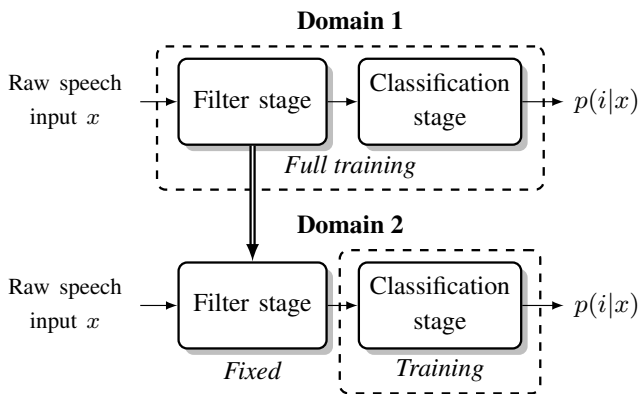 Domain 1
Raw speech
input x
Filter stage
Classification
stage
p(i|x)
Full training
Domain 2
Raw speech
input x
Filter stage
Classification
stage
p(i|x)
Fixed
Training